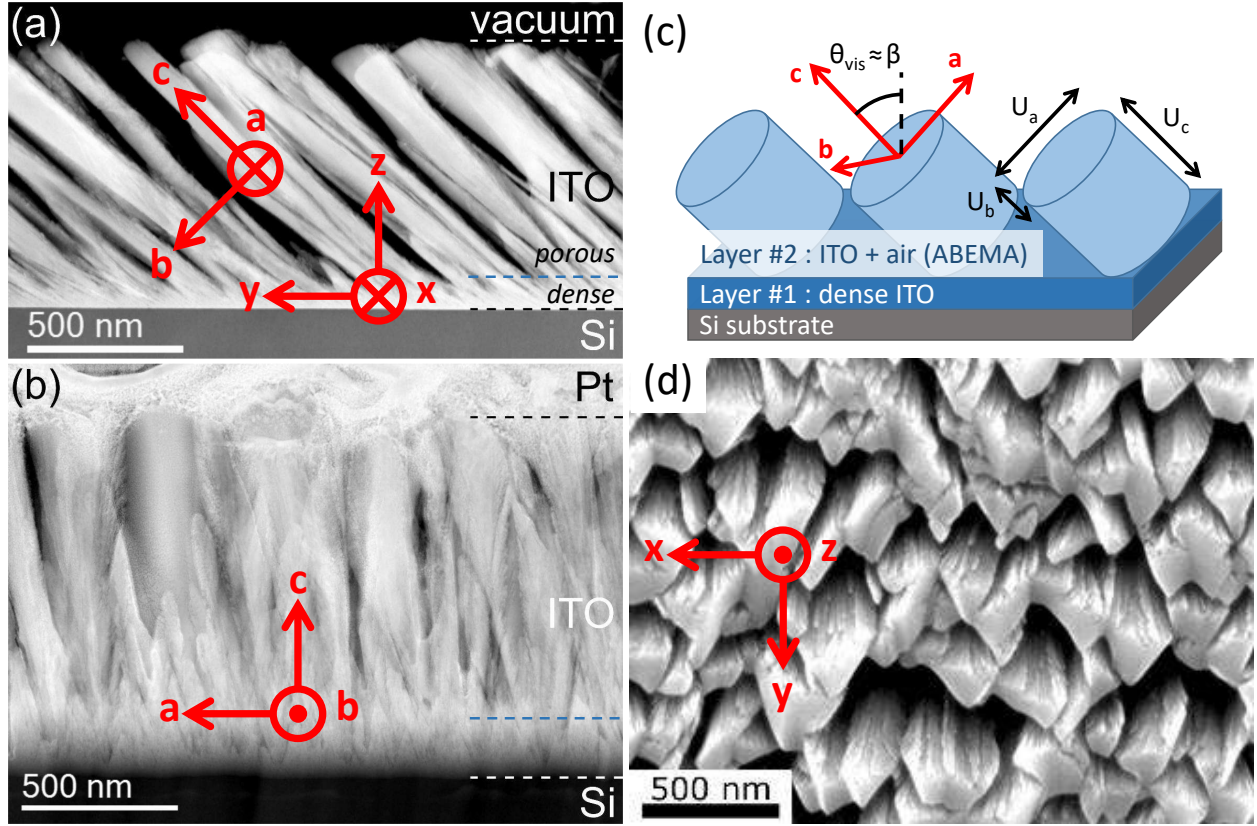 (a)
vacuum
c
a
b
z
y
x
ITO
porous
dense
Si
500 nm
(b)
Pt
c
a
b
ITO
Si
500 nm
(c)
θvis≈β
c
a
b
Ua
Uc
Ub
Layer #2 : ITO + air (ABEMA)
Layer #1 : dense ITO
Si substrate
(d)
x
z
y
500 nm